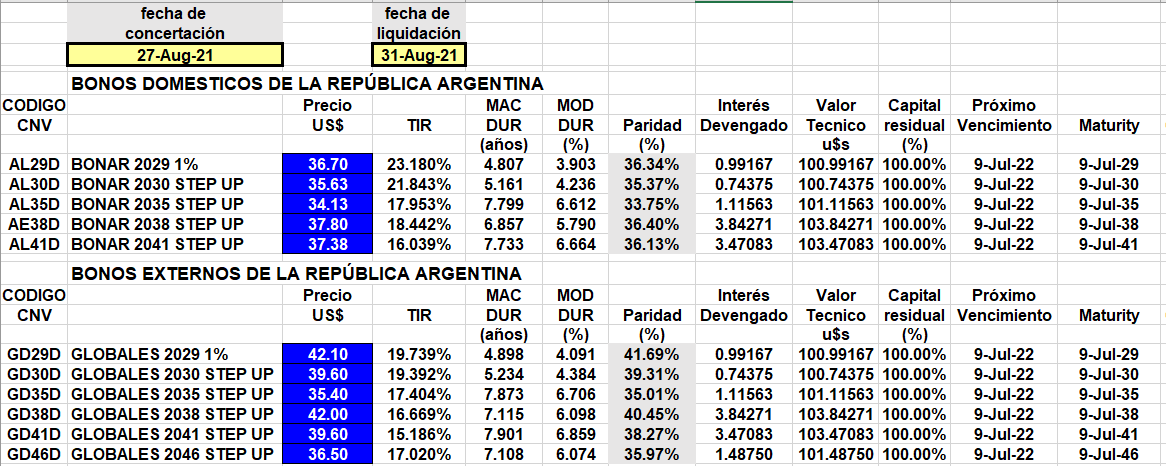 fecha de concertación fecha de liquidación
27-Aug-21 31-Aug-21
BONOS DOMESTICOS DE LA REPÚBLICA ARGENTINA
CODIGO Precio MAC MOD Interés Valor Capital Próximo
CNV US$ TIR DUR DUR Paridad Devengado Tecnico residual Vencimiento Maturity
(años) (%) (%) u$s (%)
AL29D BONAR 2029 1% 36.70 23.180% 4.807 3.903 36.34% 0.99167 100.99167 100.00% 9-Jul-22 9-Jul-29
AL30D BONAR 2030 STEP UP 35.63 21.843% 5.161 4.236 35.37% 0.74375 100.74375 100.00% 9-Jul-22 9-Jul-30
AL35D BONAR 2035 STEP UP 34.13 17.953% 7.799 6.612 33.75% 1.11563 101.11563 100.00% 9-Jul-22 9-Jul-35
AE38D BONAR 2038 STEP UP 37.80 18.442% 6.857 5.790 36.40% 3.84271 103.84271 100.00% 9-Jul-22 9-Jul-38
AL41D BONAR 2041 STEP UP 37.38 16.039% 7.733 6.664 36.13% 3.47083 103.47083 100.00% 9-Jul-22 9-Jul-41
BONOS EXTERNOS DE LA REPÚBLICA ARGENTINA
CODIGO Precio MAC MOD Interés Valor Capital Próximo
CNV US$ TIR DUR DUR Paridad Devengado Tecnico residual Vencimiento Maturity
(años) (%) (%) u$s (%)
GD29D GLOBALES 2029 1% 42.10 19.739% 4.898 4.091 41.69% 0.99167 100.99167 100.00% 9-Jul-22 9-Jul-29
GD30D GLOBALES 2030 STEP UP 39.60 19.392% 5.234 4.384 39.31% 0.74375 100.74375 100.00% 9-Jul-22 9-Jul-30
GD35D GLOBALES 2035 STEP UP 35.40 17.404% 7.873 6.706 35.01% 1.11563 101.11563 100.00% 9-Jul-22 9-Jul-35
GD38D GLOBALES 2038 STEP UP 42.00 16.669% 7.115 6.098 40.45% 3.84271 103.84271 100.00% 9-Jul-22 9-Jul-38
GD41D GLOBALES 2041 STEP UP 39.60 15.186% 7.901 6.859 38.27% 3.47083 103.47083 100.00% 9-Jul-22 9-Jul-41
GD46D GLOBALES 2046 STEP UP 36.50 17.020% 7.108 6.074 35.97% 1.48750 101.48750 100.00% 9-Jul-22 9-Jul-46